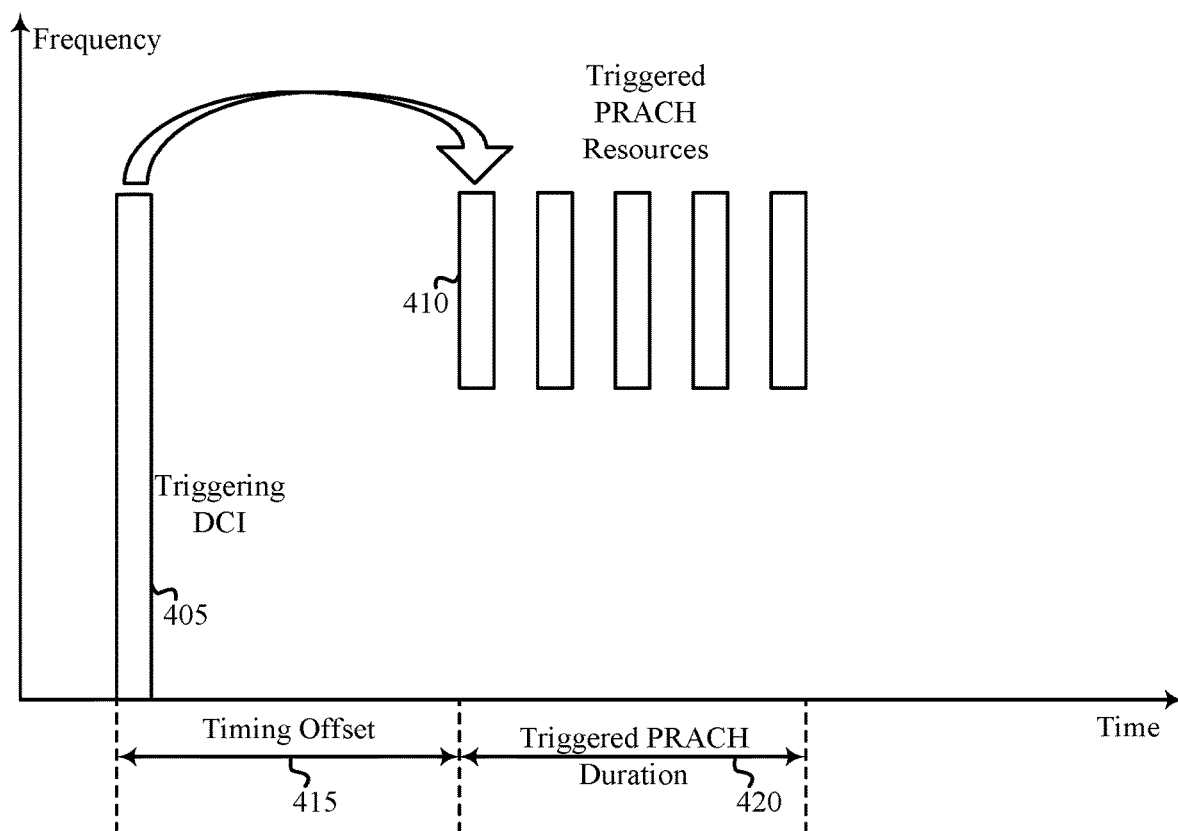 Frequency
Triggered
PRACH
Resources
410
Triggering
DCI
405
Time
Timing Offset
Triggered PRACH
Duration
415
420